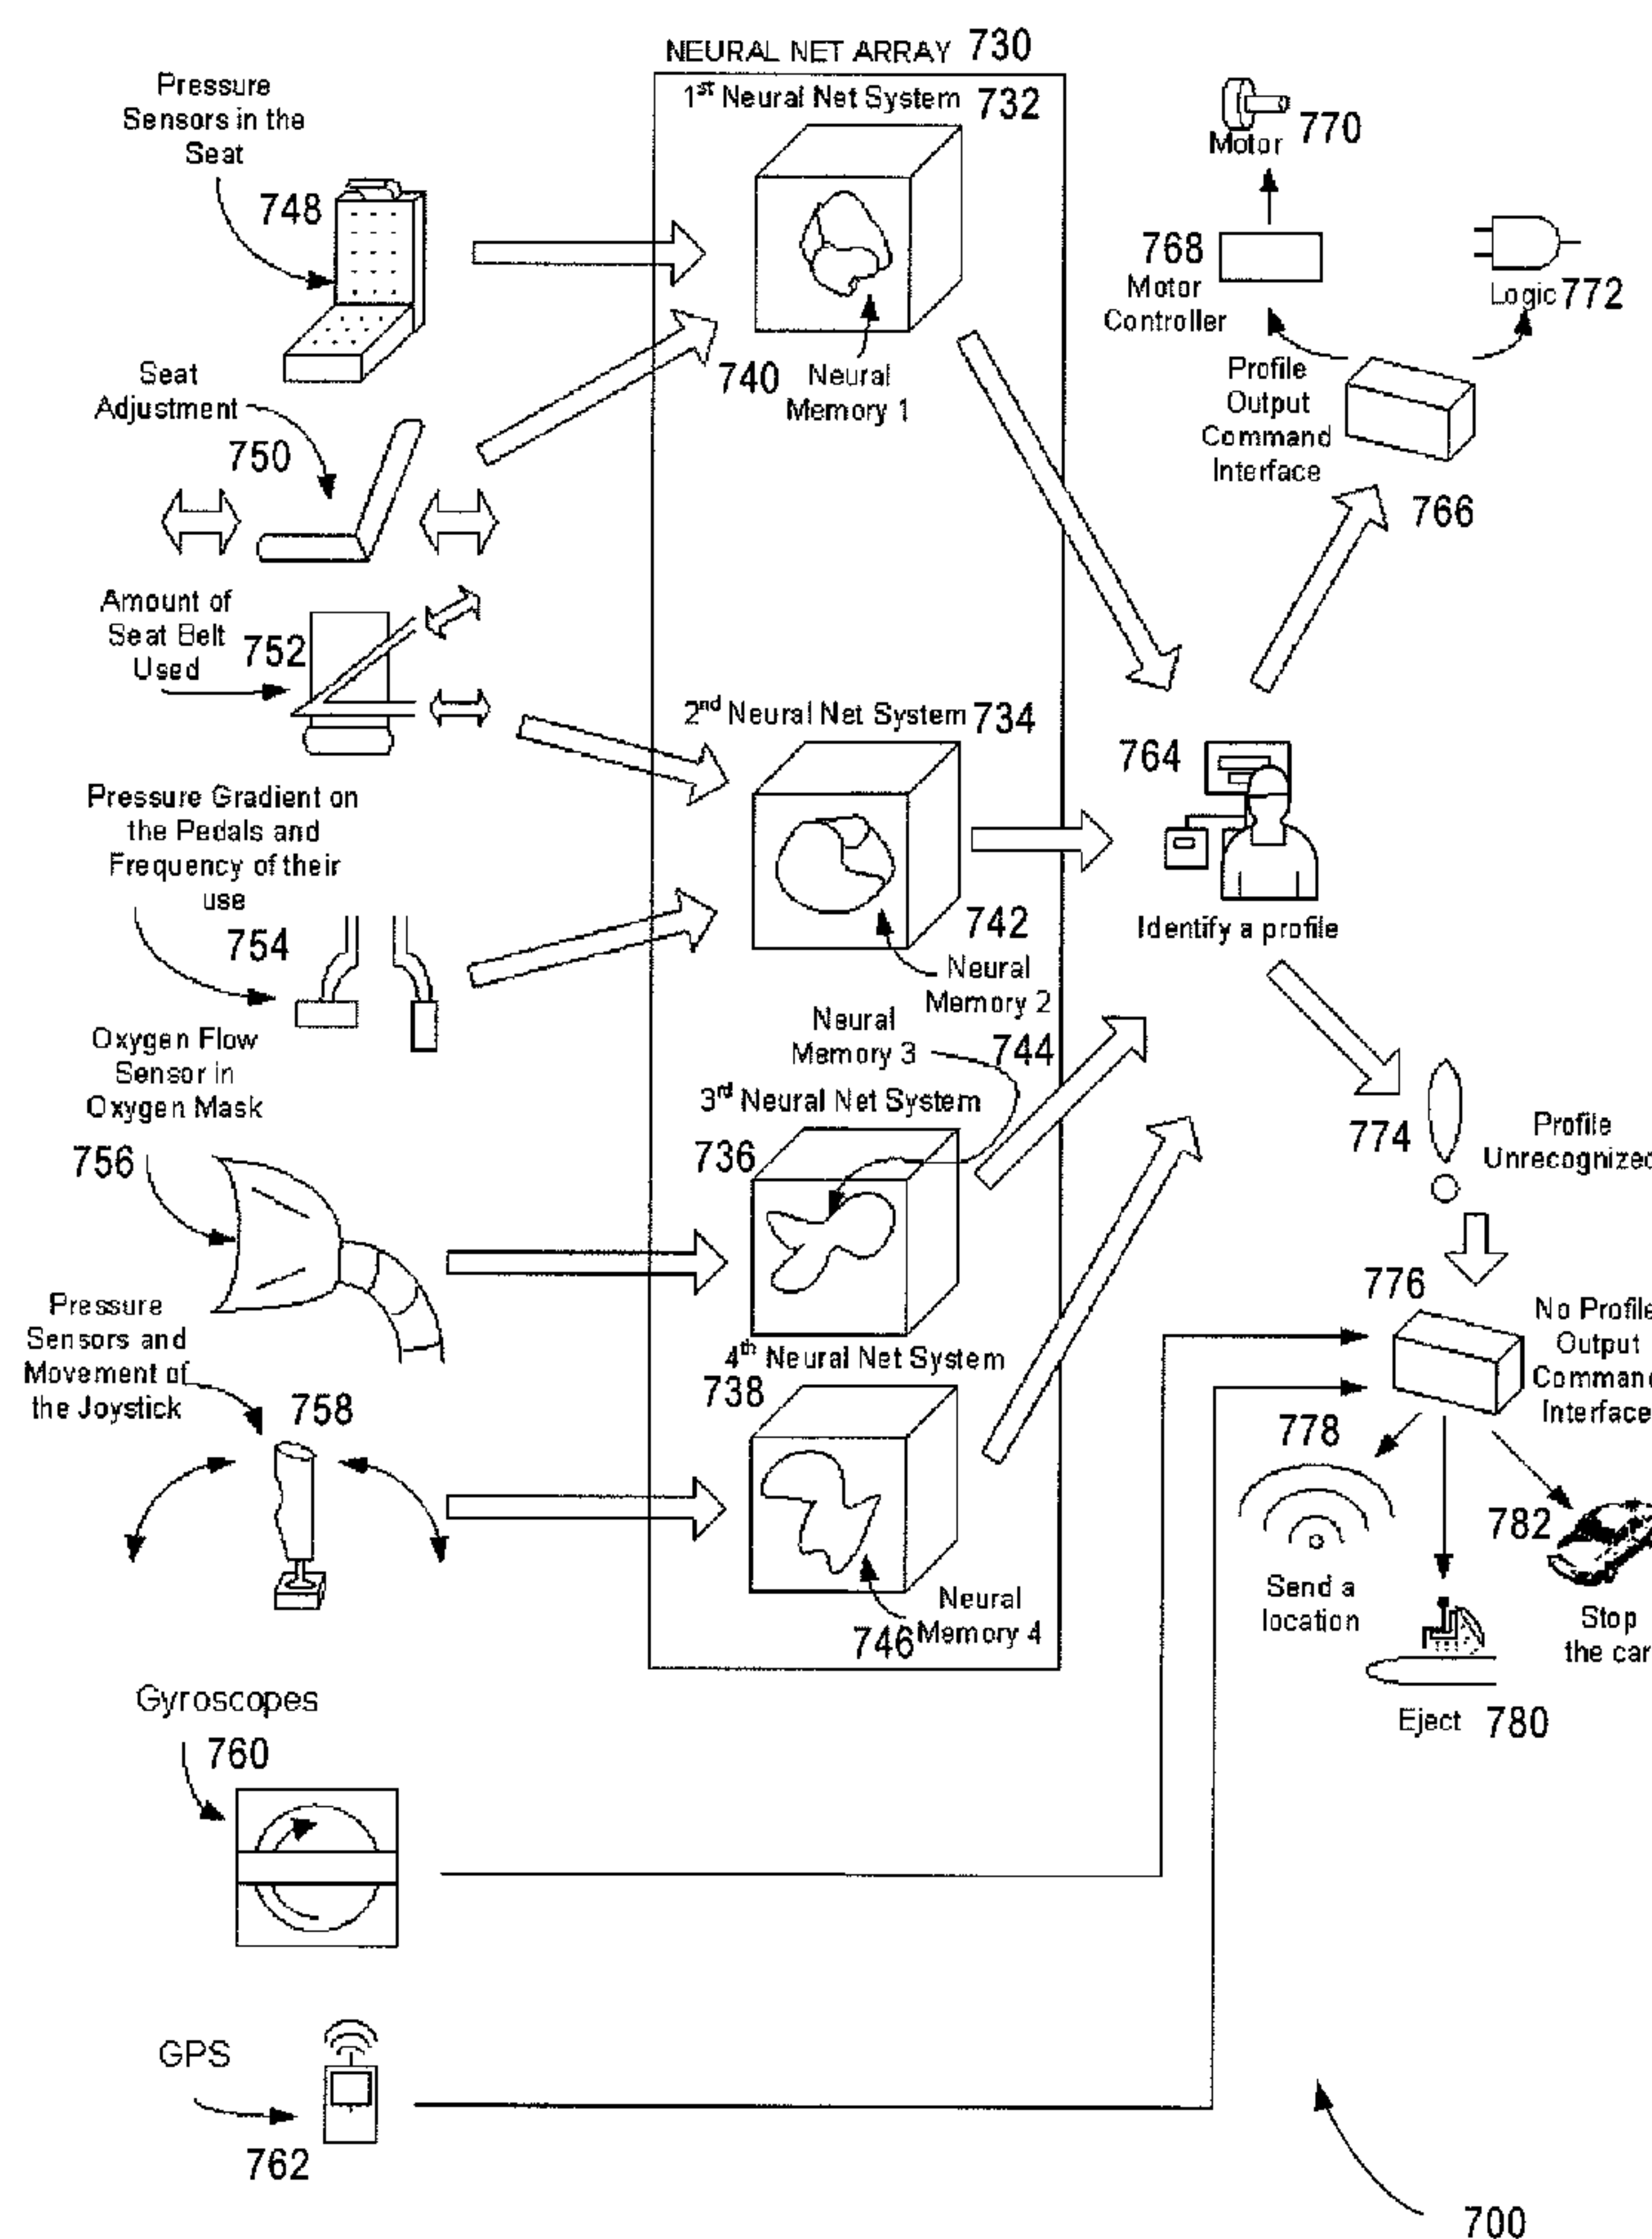 NEURAL NET ARRAY 730
Pressure
Sensors in the
Seat
748
1st Neural Net System 732
740
Neural
Memory 1
Motor 770
768
Motor
Controller
Logic 772
Profile
Output
Command
Interface
766
Seat
Adjustment
750
Amount of
Seat Belt
Used
752
2nd Neural Net System 734
742
Neural
Memory 2
764
Identify a profile
Pressure Gradient on
the Pedals and
Frequency of their
use
754
Oxygen Flow
Sensor in
Oxygen Mask
756
Neural
Memory 3
744
3rd Neural Net System
736
774
Profile
Unrecognized
776
No Profile
Output
Command
Interface
Pressure
Sensors and
Movement of
the Joystick
758
4th Neural Net System
738
Neural
Memory 4
746
778
Send a
location
782
Stop
the car
Eject 780
Gyroscopes
760
GPS
762
700